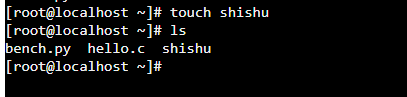 [root@localhost ~]# touch shishu
[root@localhost ~]# ls
bench.py  hello.c  shishu
[root@localhost ~]#